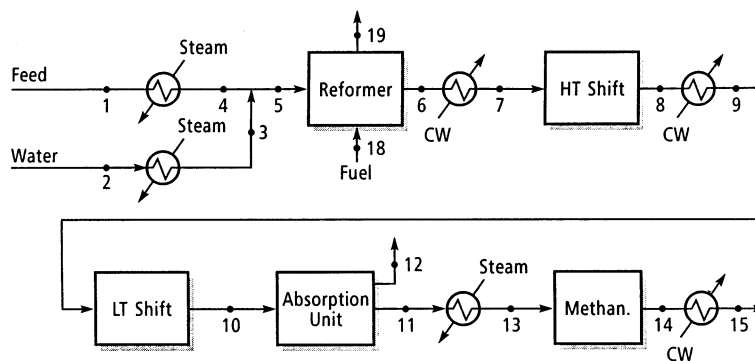 Steam
19
Feed
1
4
5
Reformer
6
7
HT Shift
8
9
Steam
3
CW
CW
Water
2
18
Fuel
12
Steam
LT Shift
10
Absorption
Unit
11
13
Methan.
14
15
CW